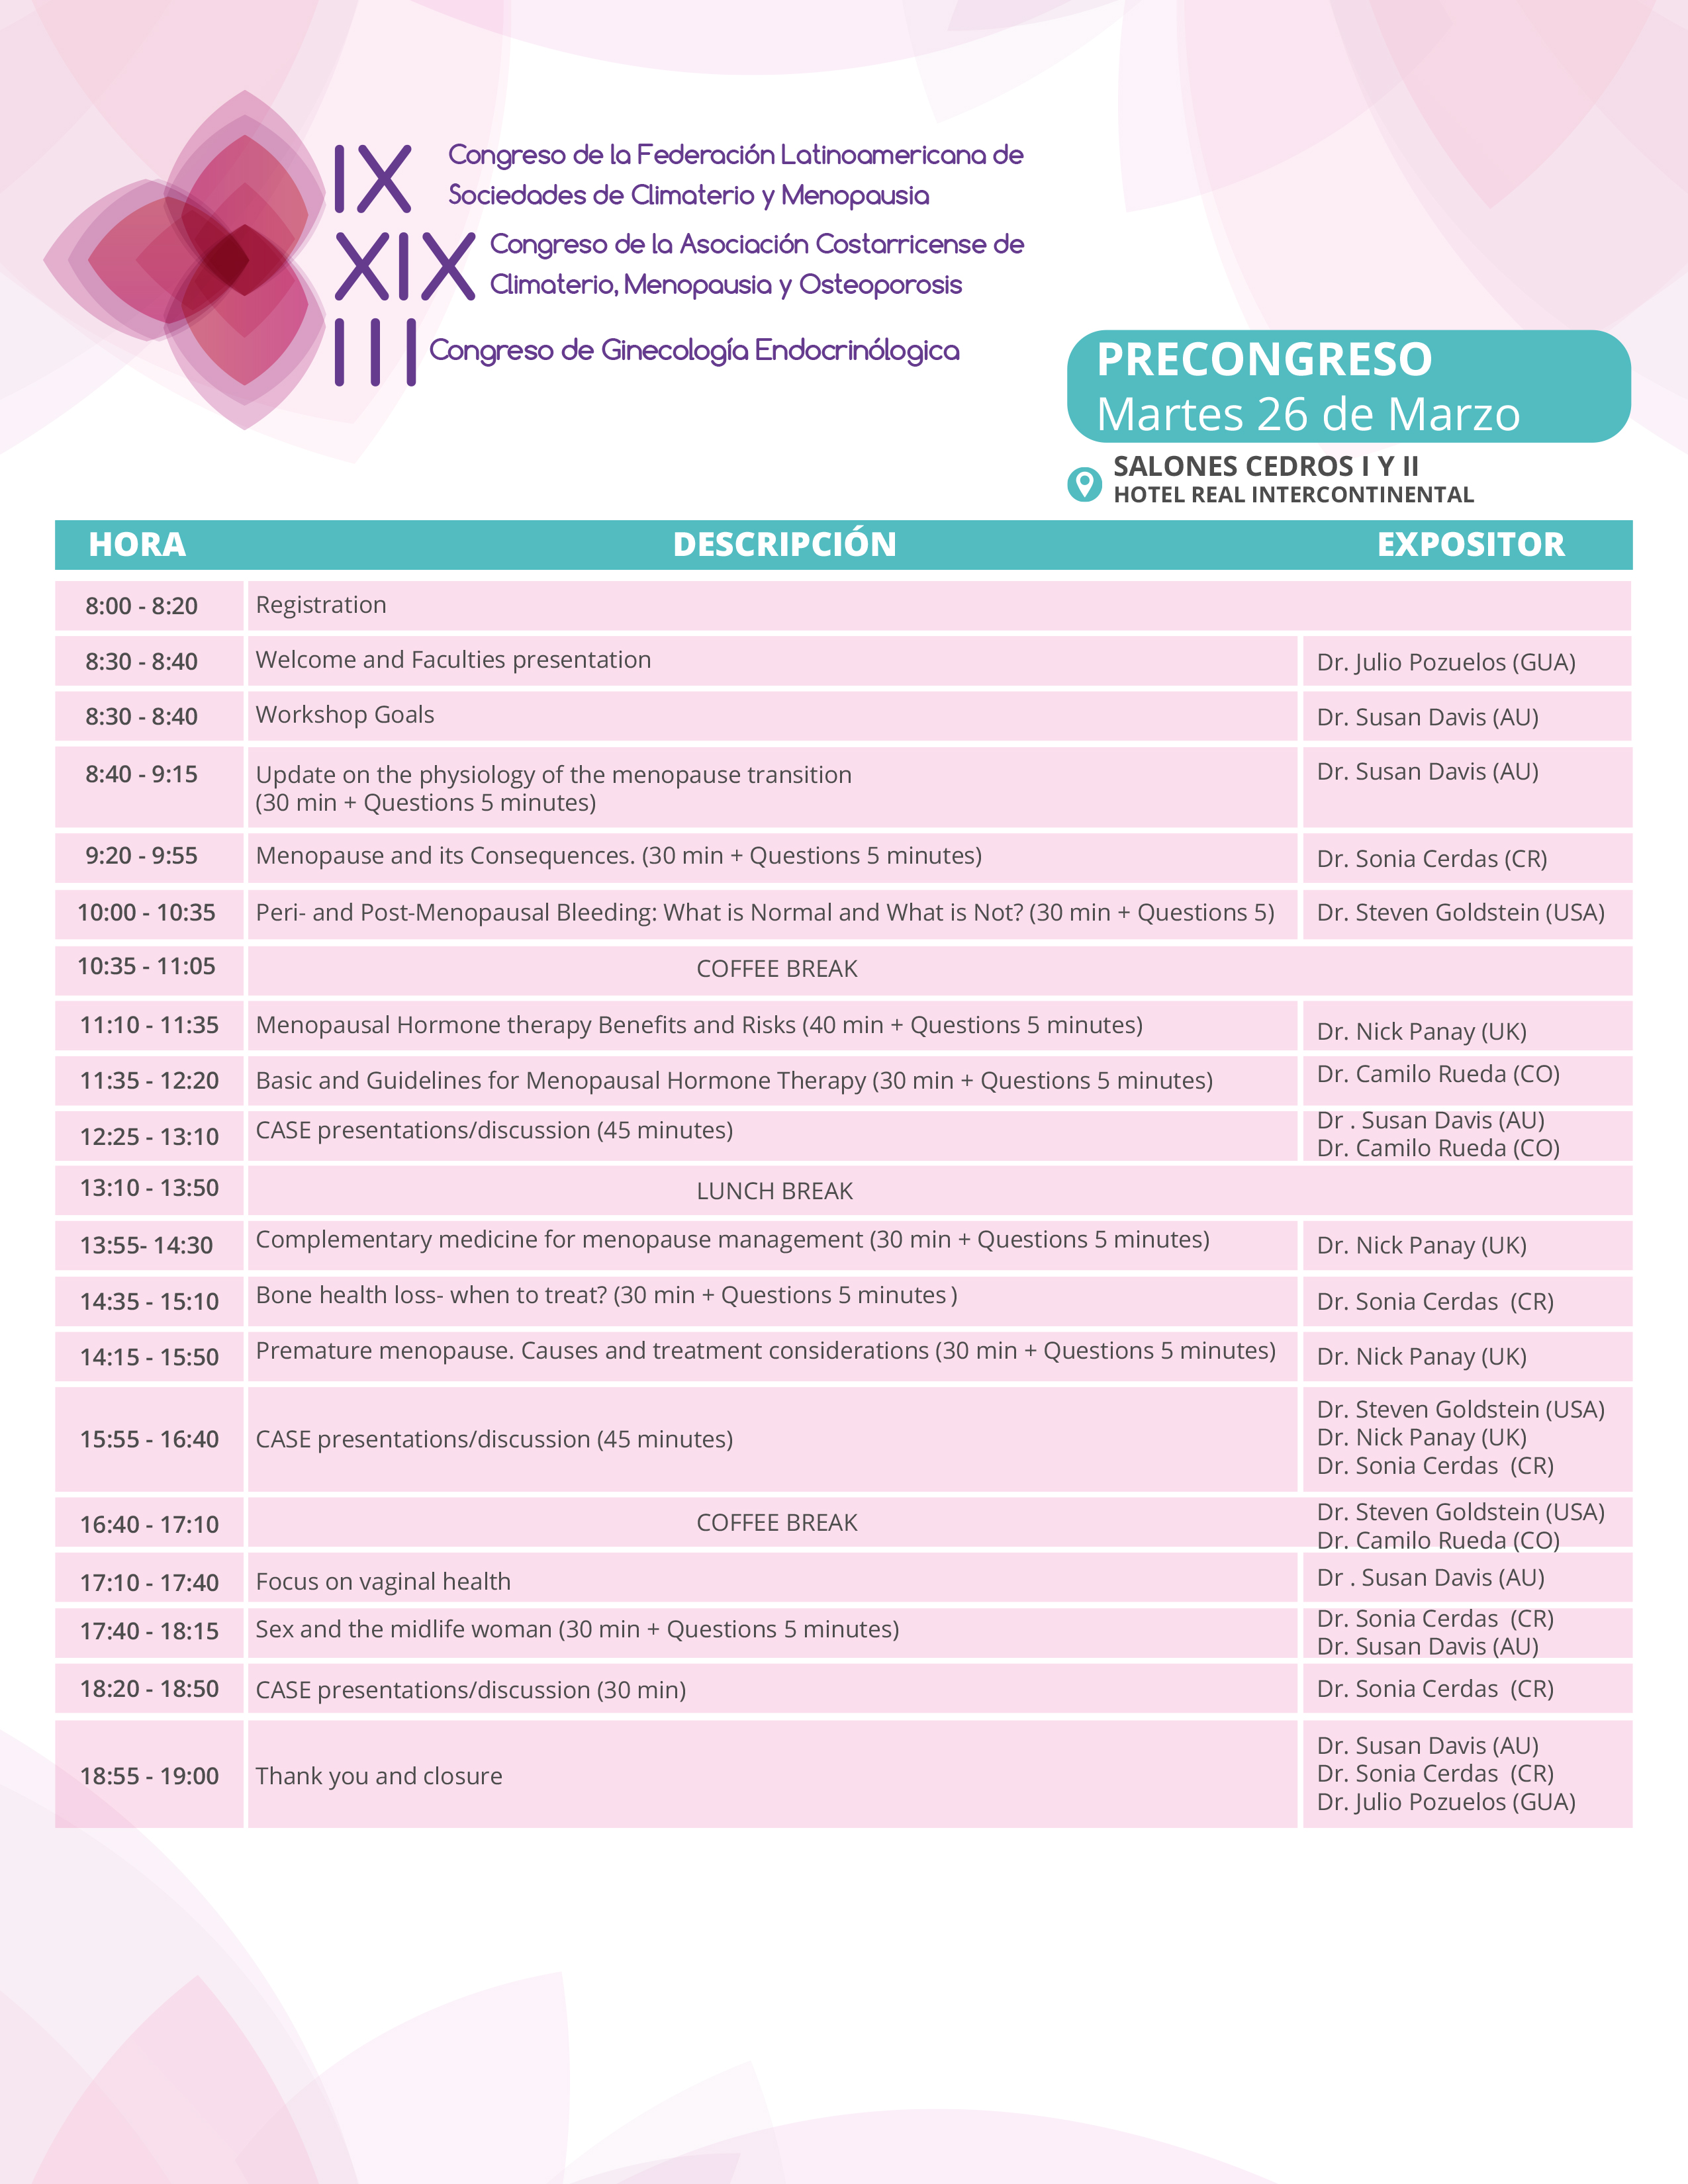 IX Congreso de la Federación Latinoamericana de
Sociedades de Climaterio y Menopausia
XIX Congreso de la Asociación Costarricense de
Climaterio, Menopausia y Osteoporosis
III Congreso de Ginecología Endocrinólogica
PRECONGRESO
Martes 26 de Marzo
SALONES CEDROS I Y II
HOTEL REAL INTERCONTINENTAL
HORA DESCRIPCIÓN EXPOSITOR
8:00 - 8:20 Registration
8:30 - 8:40 Welcome and Faculties presentation Dr. Julio Pozuelos (GUA)
8:30 - 8:40 Workshop Goals Dr. Susan Davis (AU)
8:40 - 9:15 Update on the physiology of the menopause transition Dr. Susan Davis (AU)
(30 min + Questions 5 minutes)
9:20 - 9:55 Menopause and its Consequences. (30 min + Questions 5 minutes) Dr. Sonia Cerdas (CR)
10:00 - 10:35 Peri- and Post-Menopausal Bleeding: What is Normal and What is Not? (30 min + Questions 5) Dr. Steven Goldstein (USA)
10:35 - 11:05 COFFEE BREAK
11:10 - 11:35 Menopausal Hormone therapy Benefits and Risks (40 min + Questions 5 minutes) Dr. Nick Panay (UK)
11:35 - 12:20 Basic and Guidelines for Menopausal Hormone Therapy (30 min + Questions 5 minutes) Dr. Camilo Rueda (CO)
12:25 - 13:10 CASE presentations/discussion (45 minutes) Dr . Susan Davis (AU)
Dr. Camilo Rueda (CO)
13:10 - 13:50 LUNCH BREAK
13:55- 14:30 Complementary medicine for menopause management (30 min + Questions 5 minutes) Dr. Nick Panay (UK)
14:35 - 15:10 Bone health loss- when to treat? (30 min + Questions 5 minutes ) Dr. Sonia Cerdas (CR)
14:15 - 15:50 Premature menopause. Causes and treatment considerations (30 min + Questions 5 minutes) Dr. Nick Panay (UK)
Dr. Steven Goldstein (USA)
15:55 - 16:40 CASE presentations/discussion (45 minutes) Dr. Nick Panay (UK)
Dr. Sonia Cerdas (CR)
16:40 - 17:10 COFFEE BREAK Dr. Steven Goldstein (USA)
Dr. Camilo Rueda (CO)
17:10 - 17:40 Focus on vaginal health Dr . Susan Davis (AU)
17:40 - 18:15 Sex and the midlife woman (30 min + Questions 5 minutes) Dr. Sonia Cerdas (CR)
Dr. Susan Davis (AU)
18:20 - 18:50 CASE presentations/discussion (30 min) Dr. Sonia Cerdas (CR)
Dr. Susan Davis (AU)
18:55 - 19:00 Thank you and closure Dr. Sonia Cerdas (CR)
Dr. Julio Pozuelos (GUA)